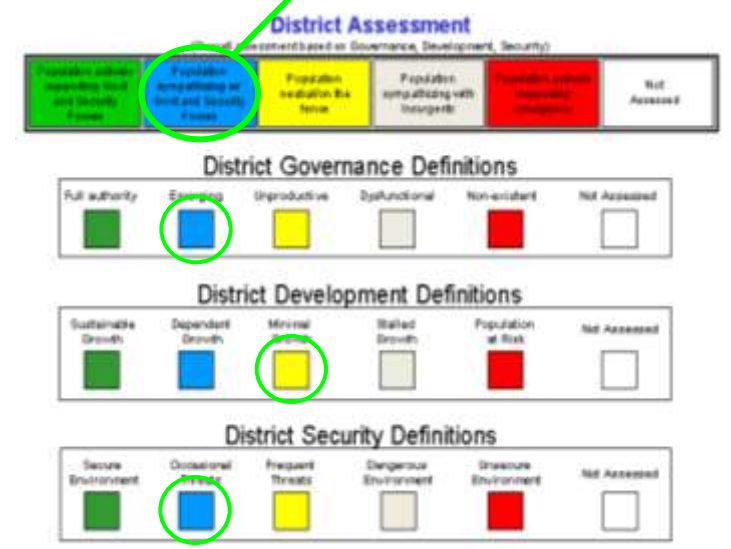 District Assessment
(Overall assessment based on Governance, Development, Security)
Population actively
supporting Govt
and Security
Forces
Population
sympathizing w/
Govt and Security
Forces
Population
neutral/on the
fence
Population
sympathizing with
Insurgents
Population actively
supporting
Insurgency
Not
Assessed
District Governance Definitions
Full authority Emerging Unproductive Dysfunctional Non-existent Not Assessed
District Development Definitions
Sustainable
Growth
Dependent
Growth
Minimal
Growth
Stalled
Growth
Population
at Risk
Not Assessed
District Security Definitions
Secure
Environment
Occasional
Threats
Frequent
Threats
Dangerous
Environment
Unsecure
Environment
Not Assessed